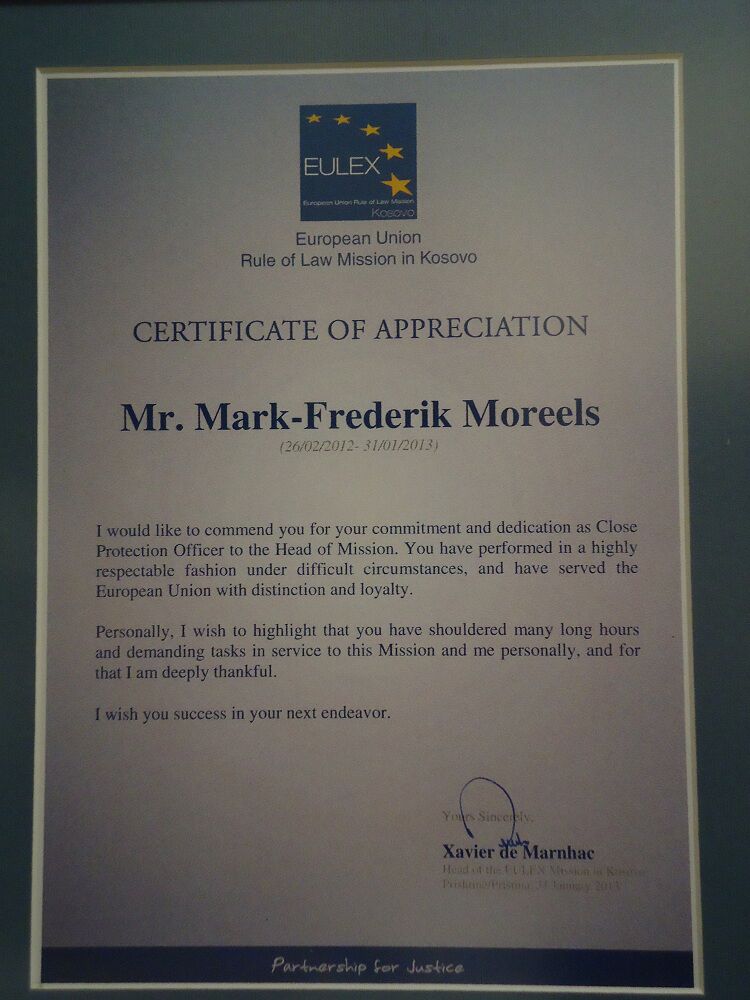 EULEX
European Union Rule of Law Mission
Kosovo
European Union
Rule of Law Mission in Kosovo
CERTIFICATE OF APPRECIATION
Mr. Mark-Frederik Moreels
(26/02/2012- 31/01/2013)
I would like to commend you for your commitment and dedication as Close
Protection Officer to the Head of Mission. You have performed in a highly
respectable fashion under difficult circumstances, and have served the
European Union with distinction and loyalty.
Personally, I wish to highlight that you have shouldered many long hours
and demanding tasks in service to this Mission and me personally, and for
that I am deeply thankful.
I wish you success in your next endeavor.
Yours Sincerely,
Xavier de Marnhac
Head of the EULEX Mission in Kosovo
Prishtinë/Priština, 31 January 2013
Partnership for Justice